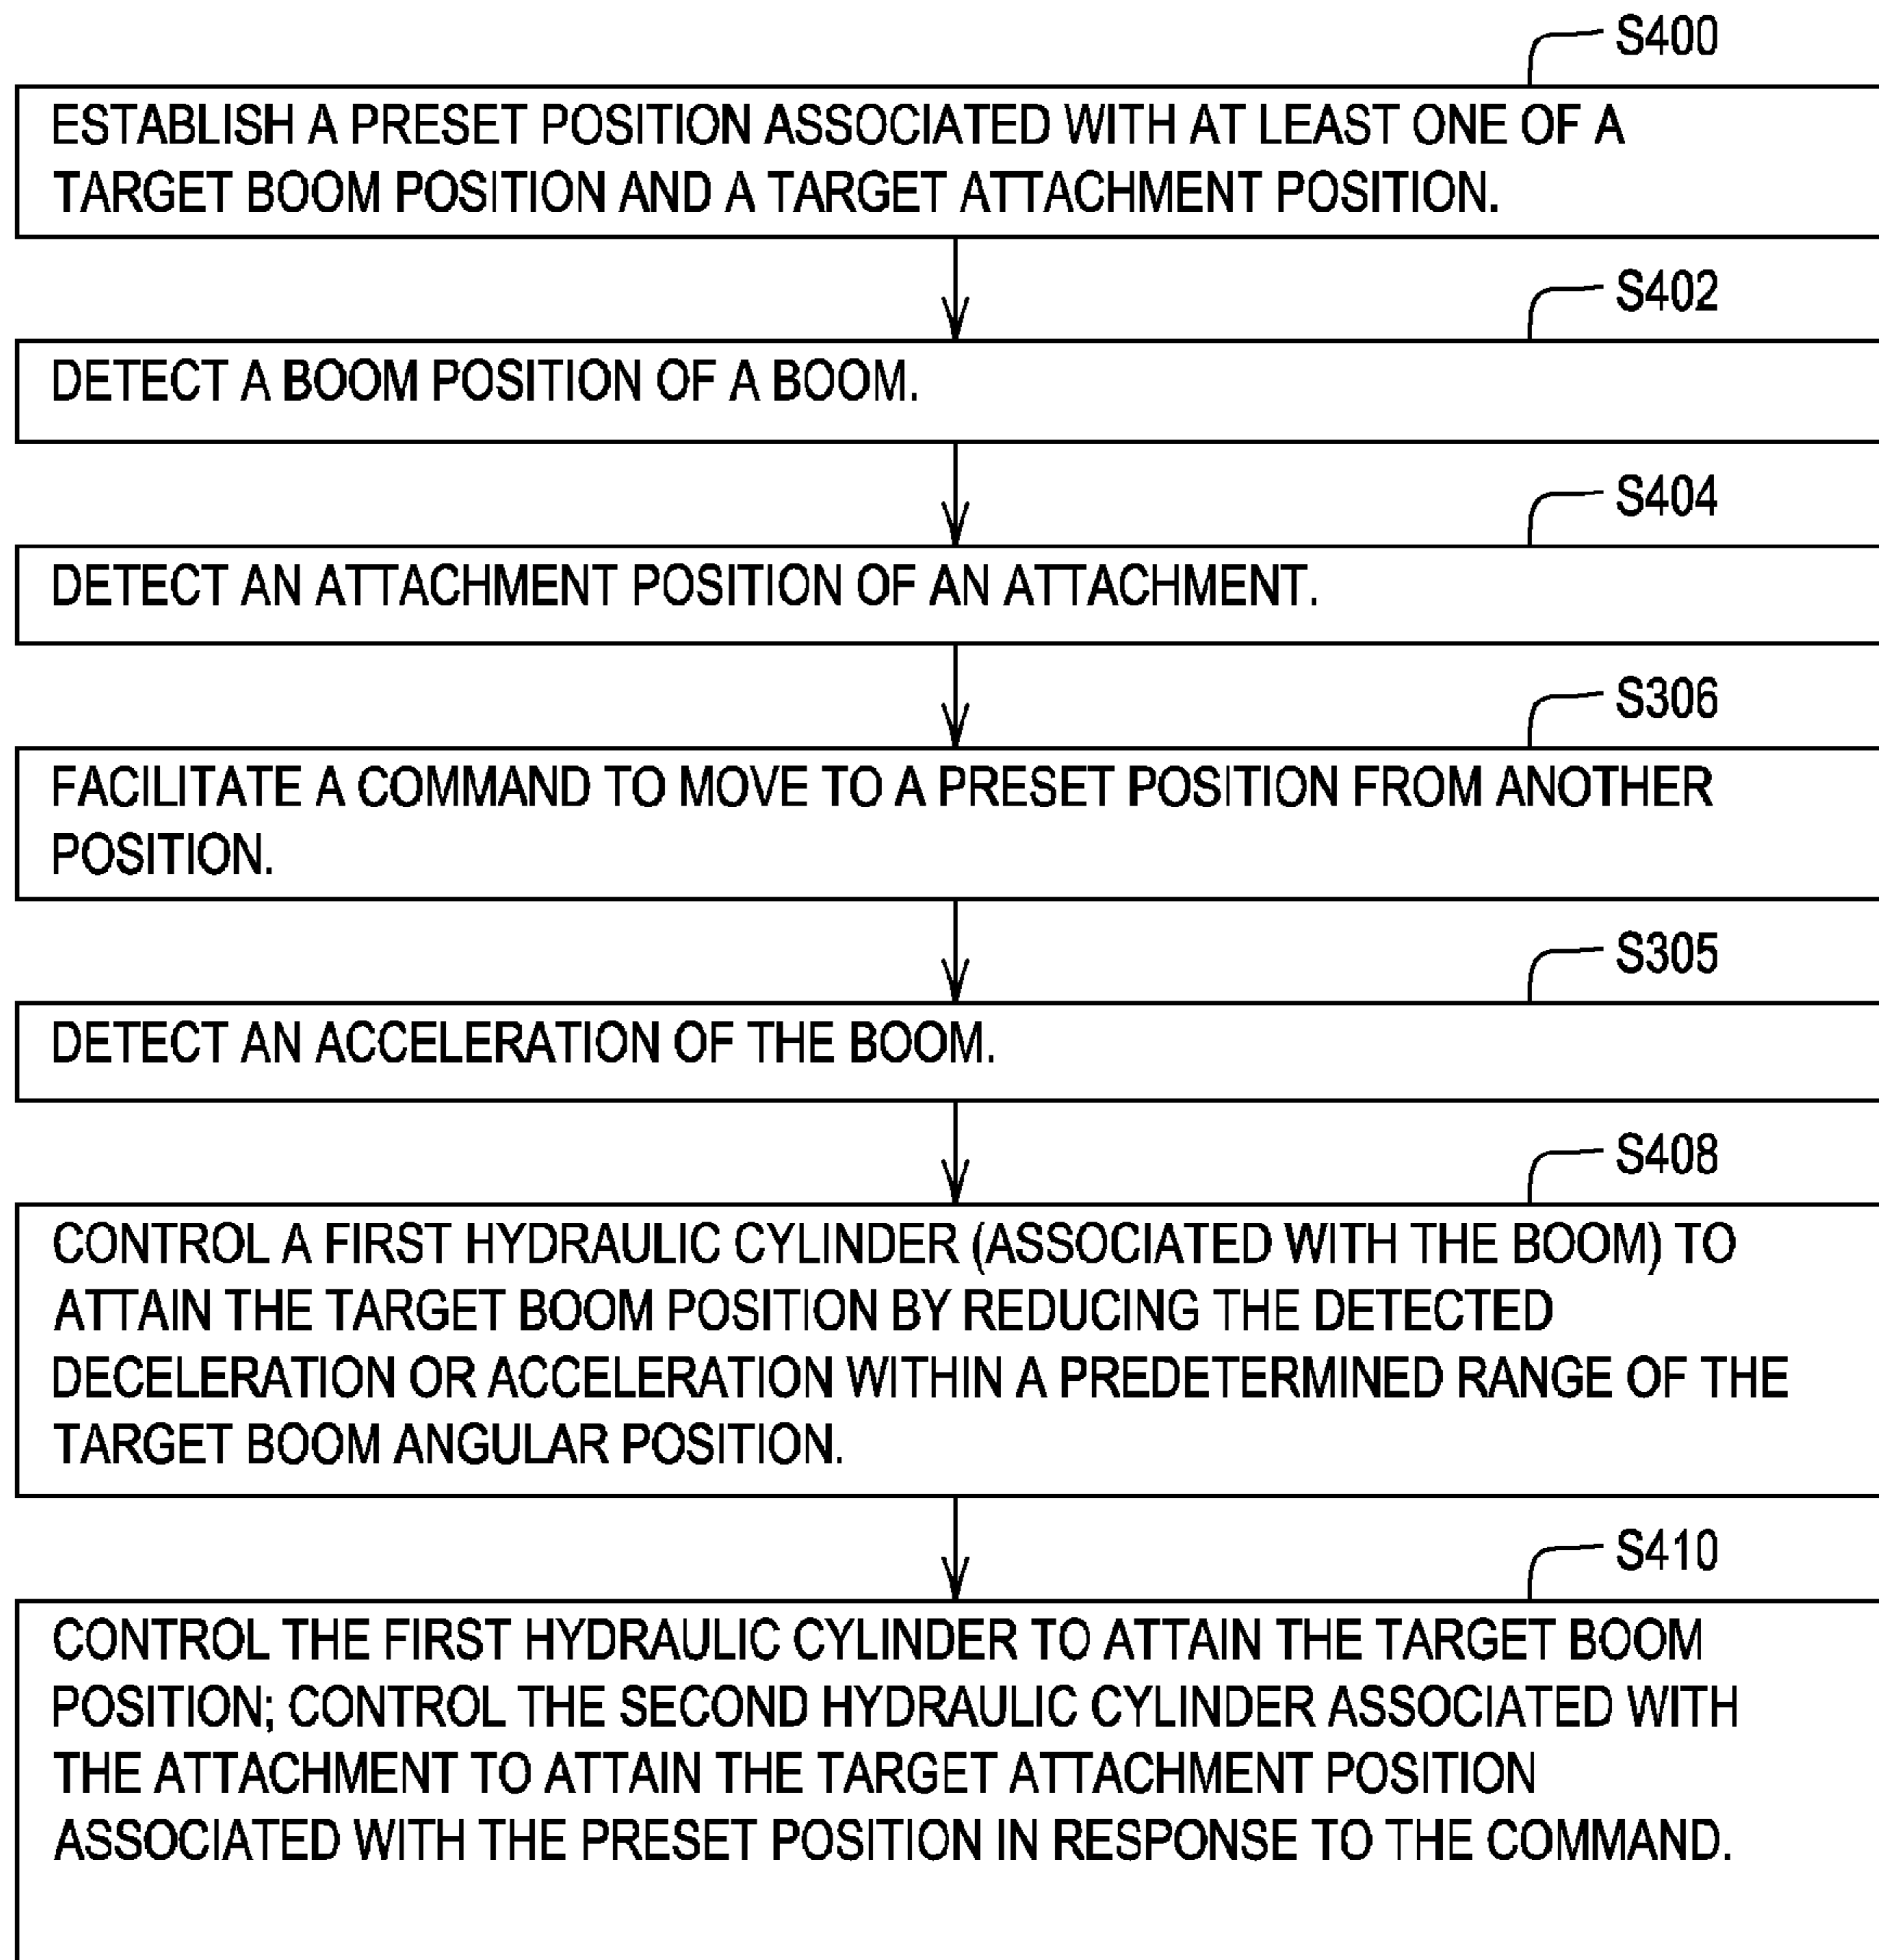 S400
ESTABLISH A PRESET POSITION ASSOCIATED WITH AT LEAST ONE OF A
TARGET BOOM POSITION AND A TARGET ATTACHMENT POSITION.
S402
DETECT A BOOM POSITION OF A BOOM.
S404
DETECT AN ATTACHMENT POSITION OF AN ATTACHMENT.
S306
FACILITATE A COMMAND TO MOVE TO A PRESET POSITION FROM ANOTHER
POSITION.
S305
DETECT AN ACCELERATION OF THE BOOM.
S408
CONTROL A FIRST HYDRAULIC CYLINDER (ASSOCIATED WITH THE BOOM) TO
ATTAIN THE TARGET BOOM POSITION BY REDUCING THE DETECTED
DECELERATION OR ACCELERATION WITHIN A PREDETERMINED RANGE OF THE
TARGET BOOM ANGULAR POSITION.
S410
CONTROL THE FIRST HYDRAULIC CYLINDER TO ATTAIN THE TARGET BOOM
POSITION; CONTROL THE SECOND HYDRAULIC CYLINDER ASSOCIATED WITH
THE ATTACHMENT TO ATTAIN THE TARGET ATTACHMENT POSITION
ASSOCIATED WITH THE PRESET POSITION IN RESPONSE TO THE COMMAND.